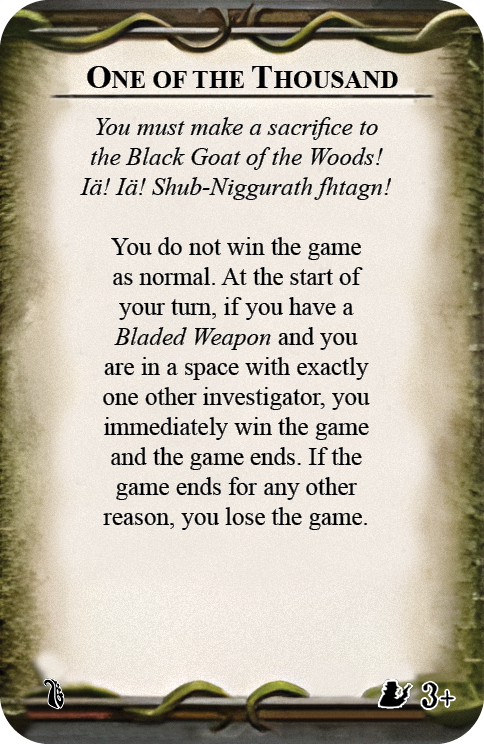 ONE OF THE THOUSAND
You must make a sacrifice to
the Black Goat of the Woods!
Iä! Iä! Shub-Niggurath fhtagn!
You do not win the game
as normal. At the start of
your turn, if you have a
Bladed Weapon and you
are in a space with exactly
one other investigator, you
immediately win the game
and the game ends. If the
game ends for any other
reason, you lose the game.
3+